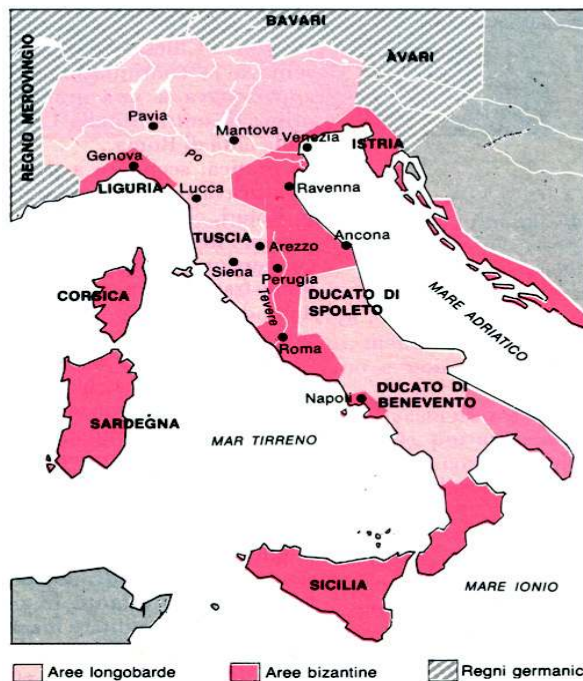 BAVARI
ÀVARI
REGNO MEROVINGIO
Pavia
Mantova
Venezia
ISTRIA
Po
Genova
LIGURIA
Lucca
Ravenna
TUSCIA
Arezzo
Ancona
Siena
Perugia
CORSICA
DUCATO DI
SPOLETO
Tevere
MARE ADRIATICO
Roma
DUCATO DI
BENEVENTO
Napoli
SARDEGNA
MAR TIRRENO
SICILIA
MARE IONIO
Aree longobarde
Aree bizantine
Regni germanic